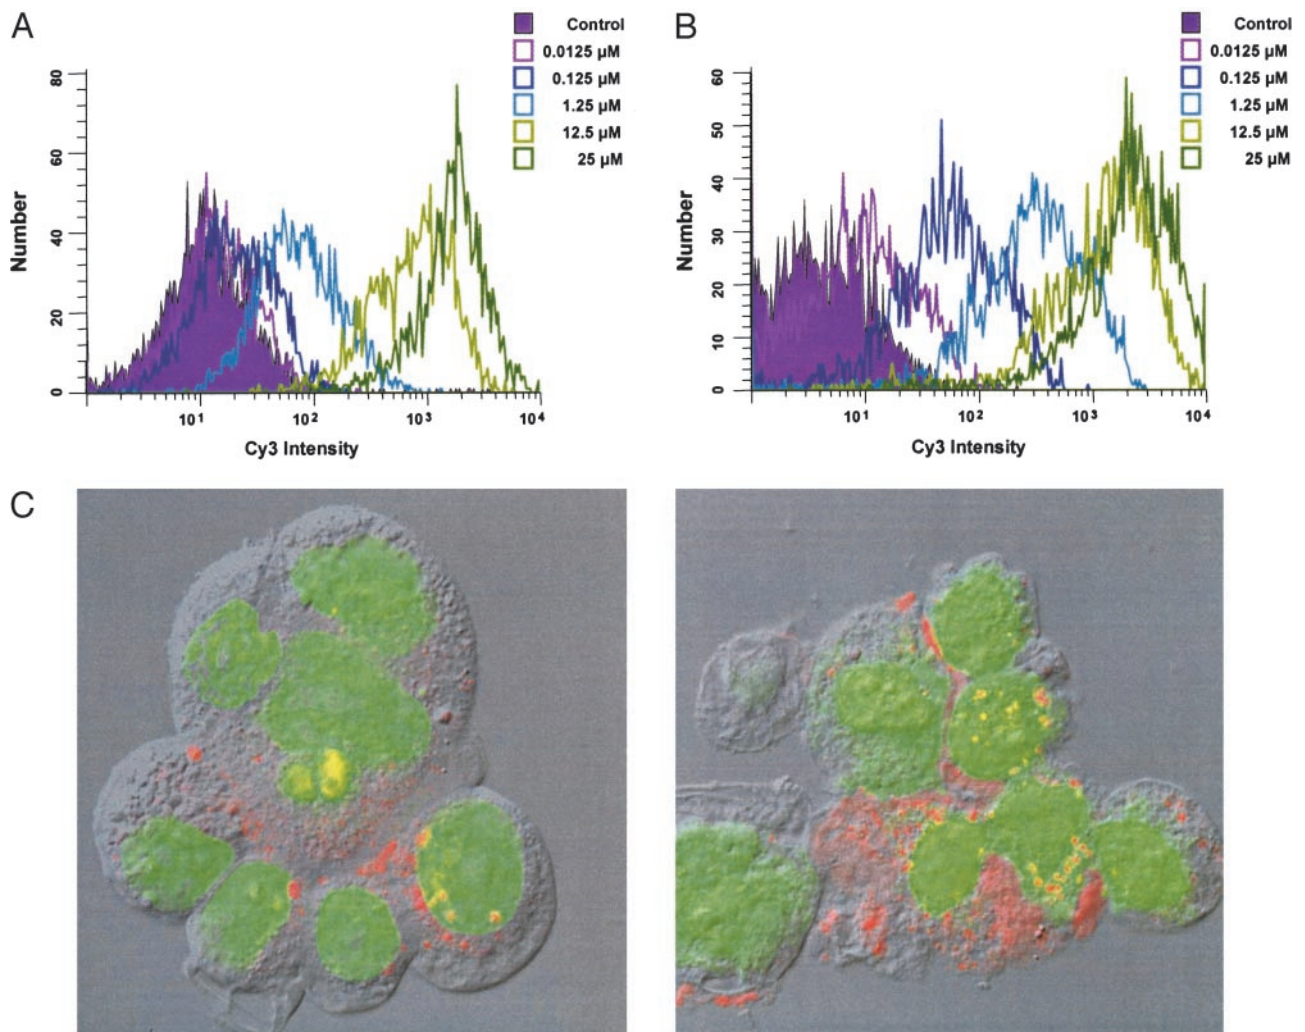 A
Control
0.0125 μM
0.125 μM
1.25 μM
12.5 μM
25 μM
80
60
40
20
0
Number
10¹
10²
10³
10⁴
Cy3 Intensity
B
Control
0.0125 μM
0.125 μM
1.25 μM
12.5 μM
25 μM
60
50
40
30
20
10
0
Number
10¹
10²
10³
10⁴
Cy3 Intensity
C